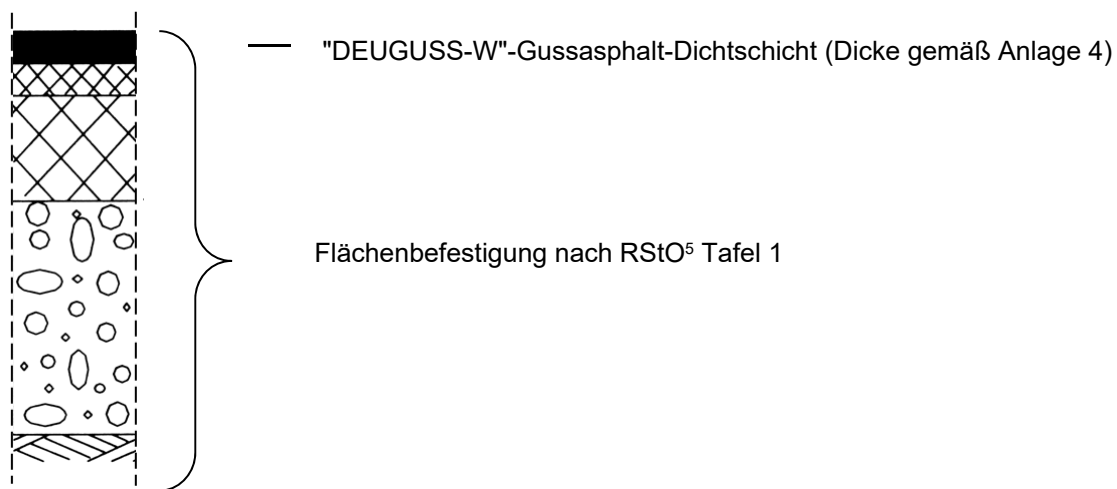 "DEUGUSS-W"-Gussasphalt-Dichtschicht (Dicke gemäß Anlage 4)
Flächenbefestigung nach RStO⁵ Tafel 1